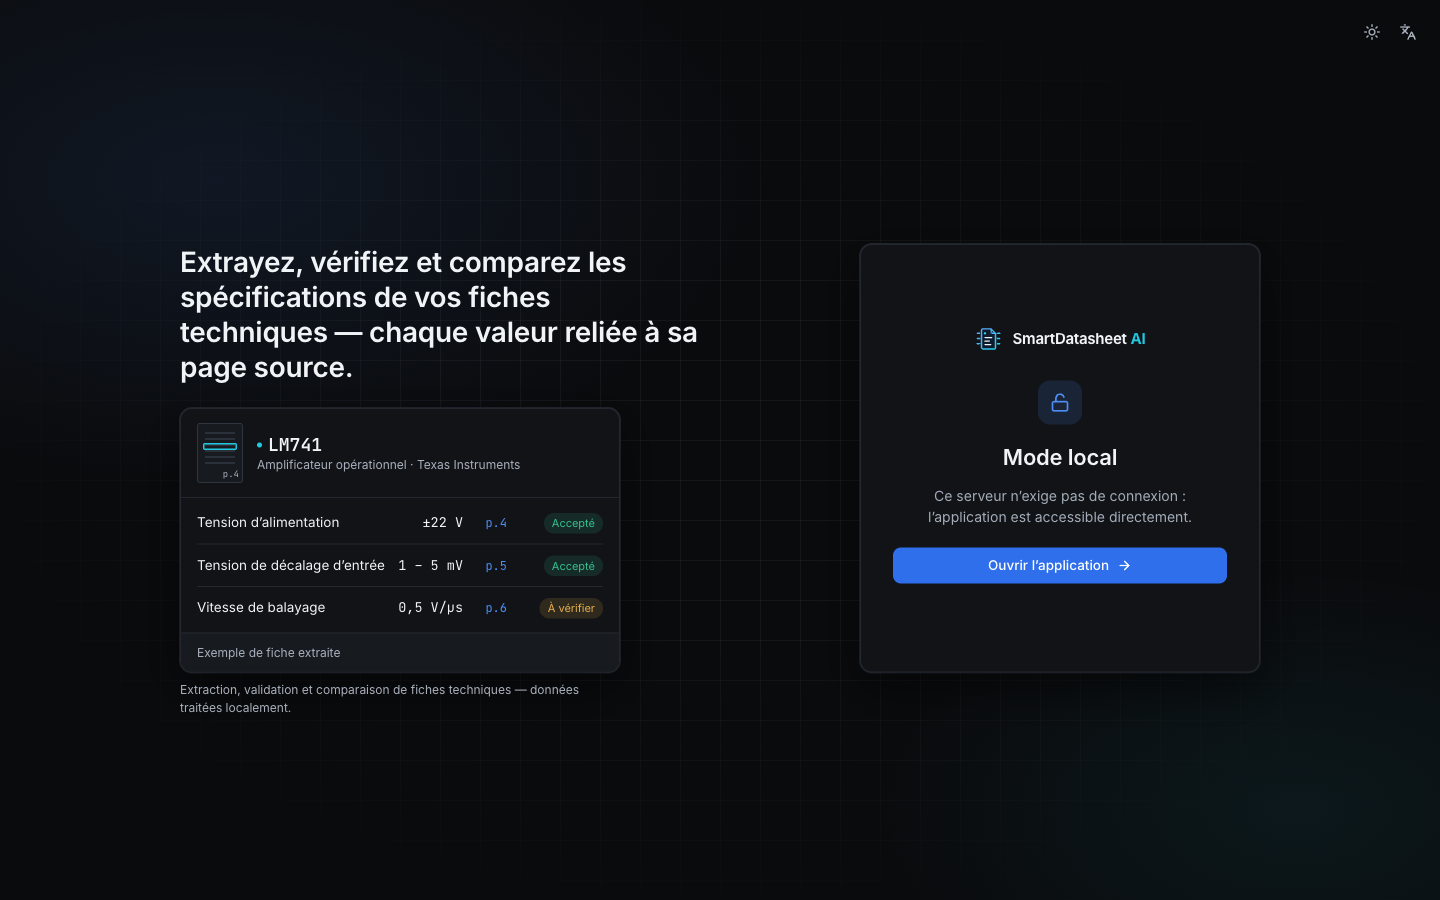 Extrayez, vérifiez et comparez les
spécifications de vos fiches
techniques — chaque valeur reliée à sa
page source.
p.4
LM741
Amplificateur opérationnel · Texas Instruments
Tension d’alimentation ±22 V p.4 Accepté
Tension de décalage d’entrée 1 – 5 mV p.5 Accepté
Vitesse de balayage 0,5 V/µs p.6 À vérifier
Exemple de fiche extraite
Extraction, validation et comparaison de fiches techniques — données
traitées localement.
SmartDatasheet AI
Mode local
Ce serveur n’exige pas de connexion :
l’application est accessible directement.
Ouvrir l’application →